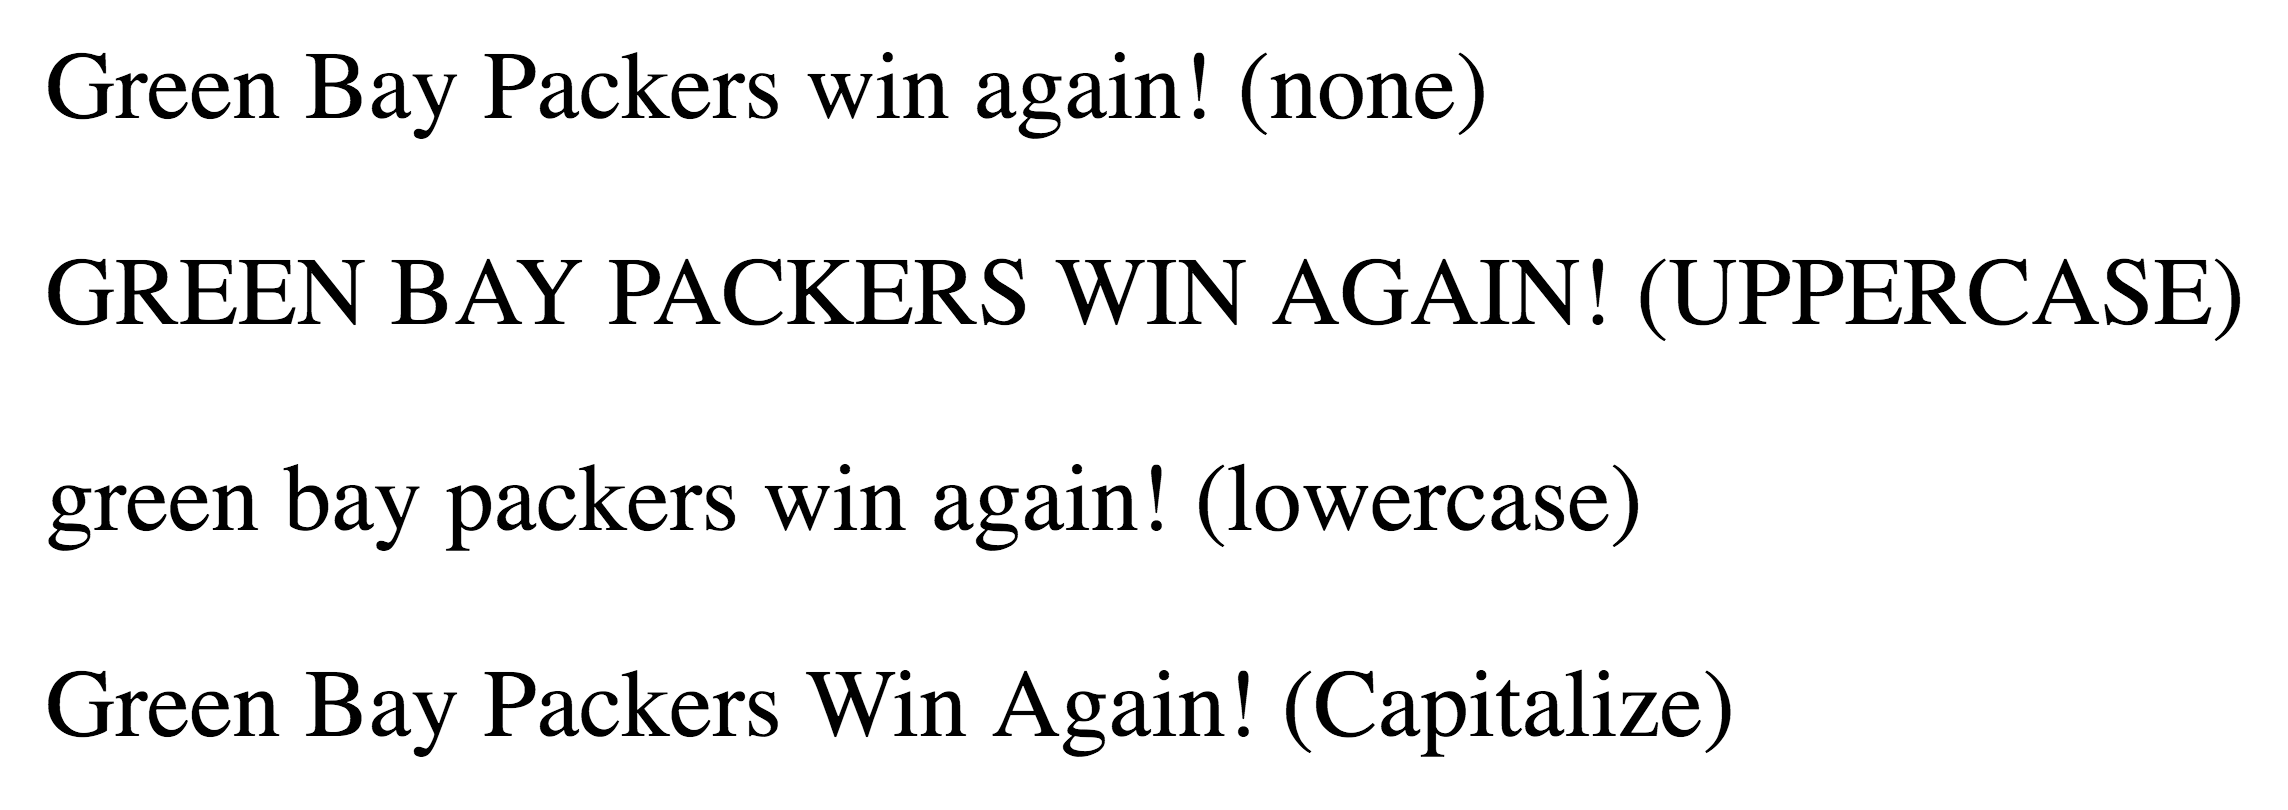 Green Bay Packers win again! (none)
GREEN BAY PACKERS WIN AGAIN! (UPPERCASE)
green bay packers win again! (lowercase)
Green Bay Packers Win Again! (Capitalize)